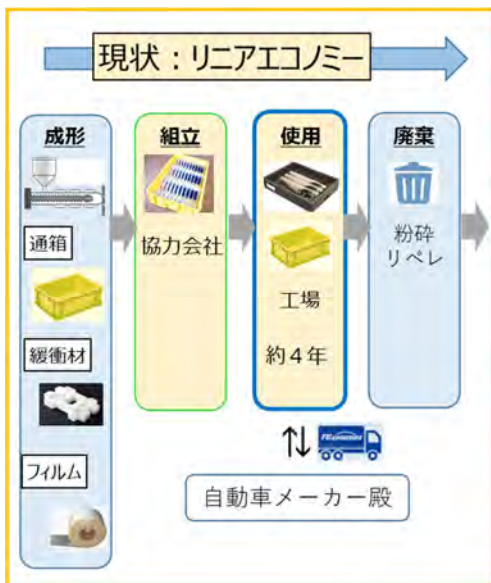 現状：リニアエコノミー
成形
通箱
緩衝材
フィルム
組立
協力会社
使用
工場
約４年
廃棄
粉砕
リペレ
自動車メーカー殿